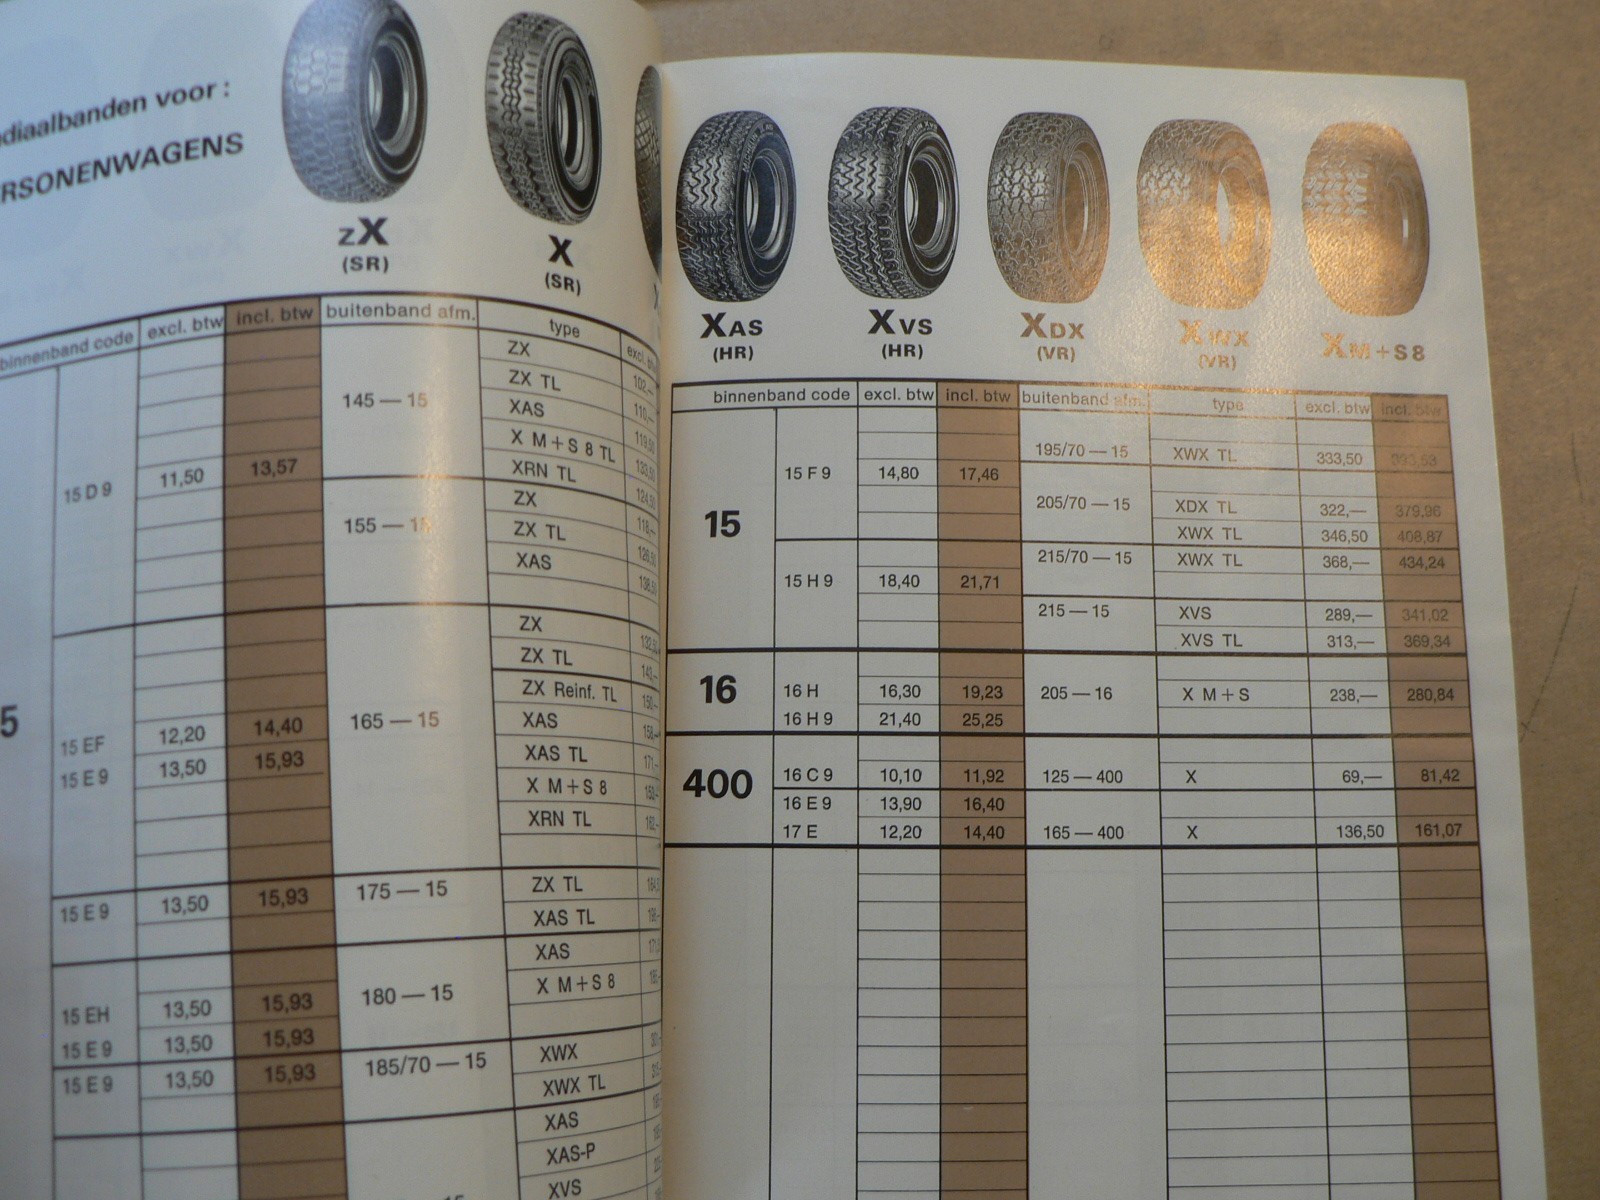 RSONENWAGENS
voor :
zX
(SR)
X
(SR)
binnenband code excl. btw incl. btw buitenband afm. type
145 — 15 ZX
ZX TL
XAS
X M+S 8 TL
15 D 9 11,50 13,57 XRN TL
155 — ZX
ZX TL
XAS
165 — 15 ZX
ZX TL
ZX Reinf. TL
15 EF 12,20 14,40 XAS
15 E 9 13,50 15,93 XAS TL
X M+S 8
XRN TL
15 E 9 13,50 15,93 175 — 15 ZX TL
XAS TL
180 — 15 XAS
15 EH 13,50 15,93 X M+S 8
15 E 9 13,50 15,93
15 E 9 13,50 15,93 185/70 — 15 XWX
XWX TL
XAS
XAS-P
XVS
XAS XVS XDX XWX XM+S8
(HR) (HR) (VR) (VR)
binnenband code excl. btw incl. btw buitenband afm. type excl. btw incl. btw
15
15 F 9 14,80 17,46 195/70 — 15 XWX TL 333,50
205/70 — 15 XDX TL 322,— 379,96
XWX TL 346,50 408,87
15 H 9 18,40 21,71 215/70 — 15 XWX TL 368,— 434,24
215 — 15 XVS 289,— 341,02
XVS TL 313,— 369,34
16 16 H 16,30 19,23 205 — 16 X M+S 238,— 280,84
16 H 9 21,40 25,25
400 16 C 9 10,10 11,92 125 — 400 X 69,— 81,42
16 E 9 13,90 16,40
17 E 12,20 14,40 165 — 400 X 136,50 161,07